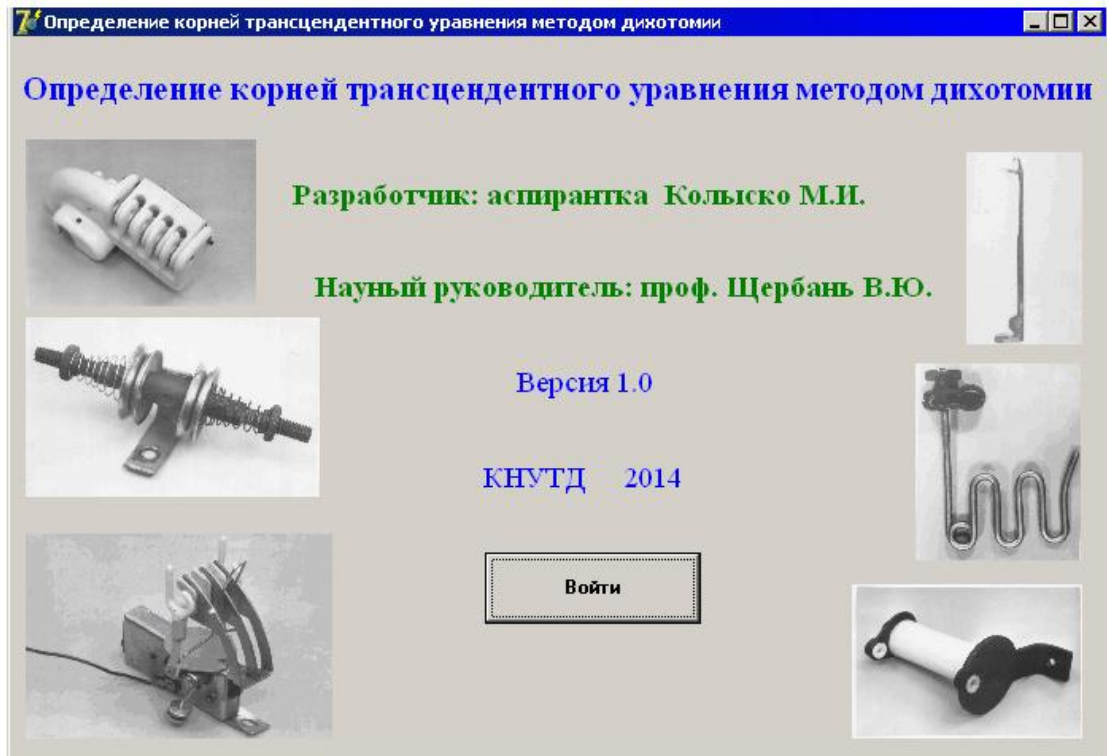 Определение корней трансцендентного уравнения методом дихотомии
Определение корней трансцендентного уравнения методом дихотомии
Разработчик: аспирантка Колыско М.И.
Науный руководитель: проф. Щербань В.Ю.
Версия 1.0
КНУТД 2014
Войти